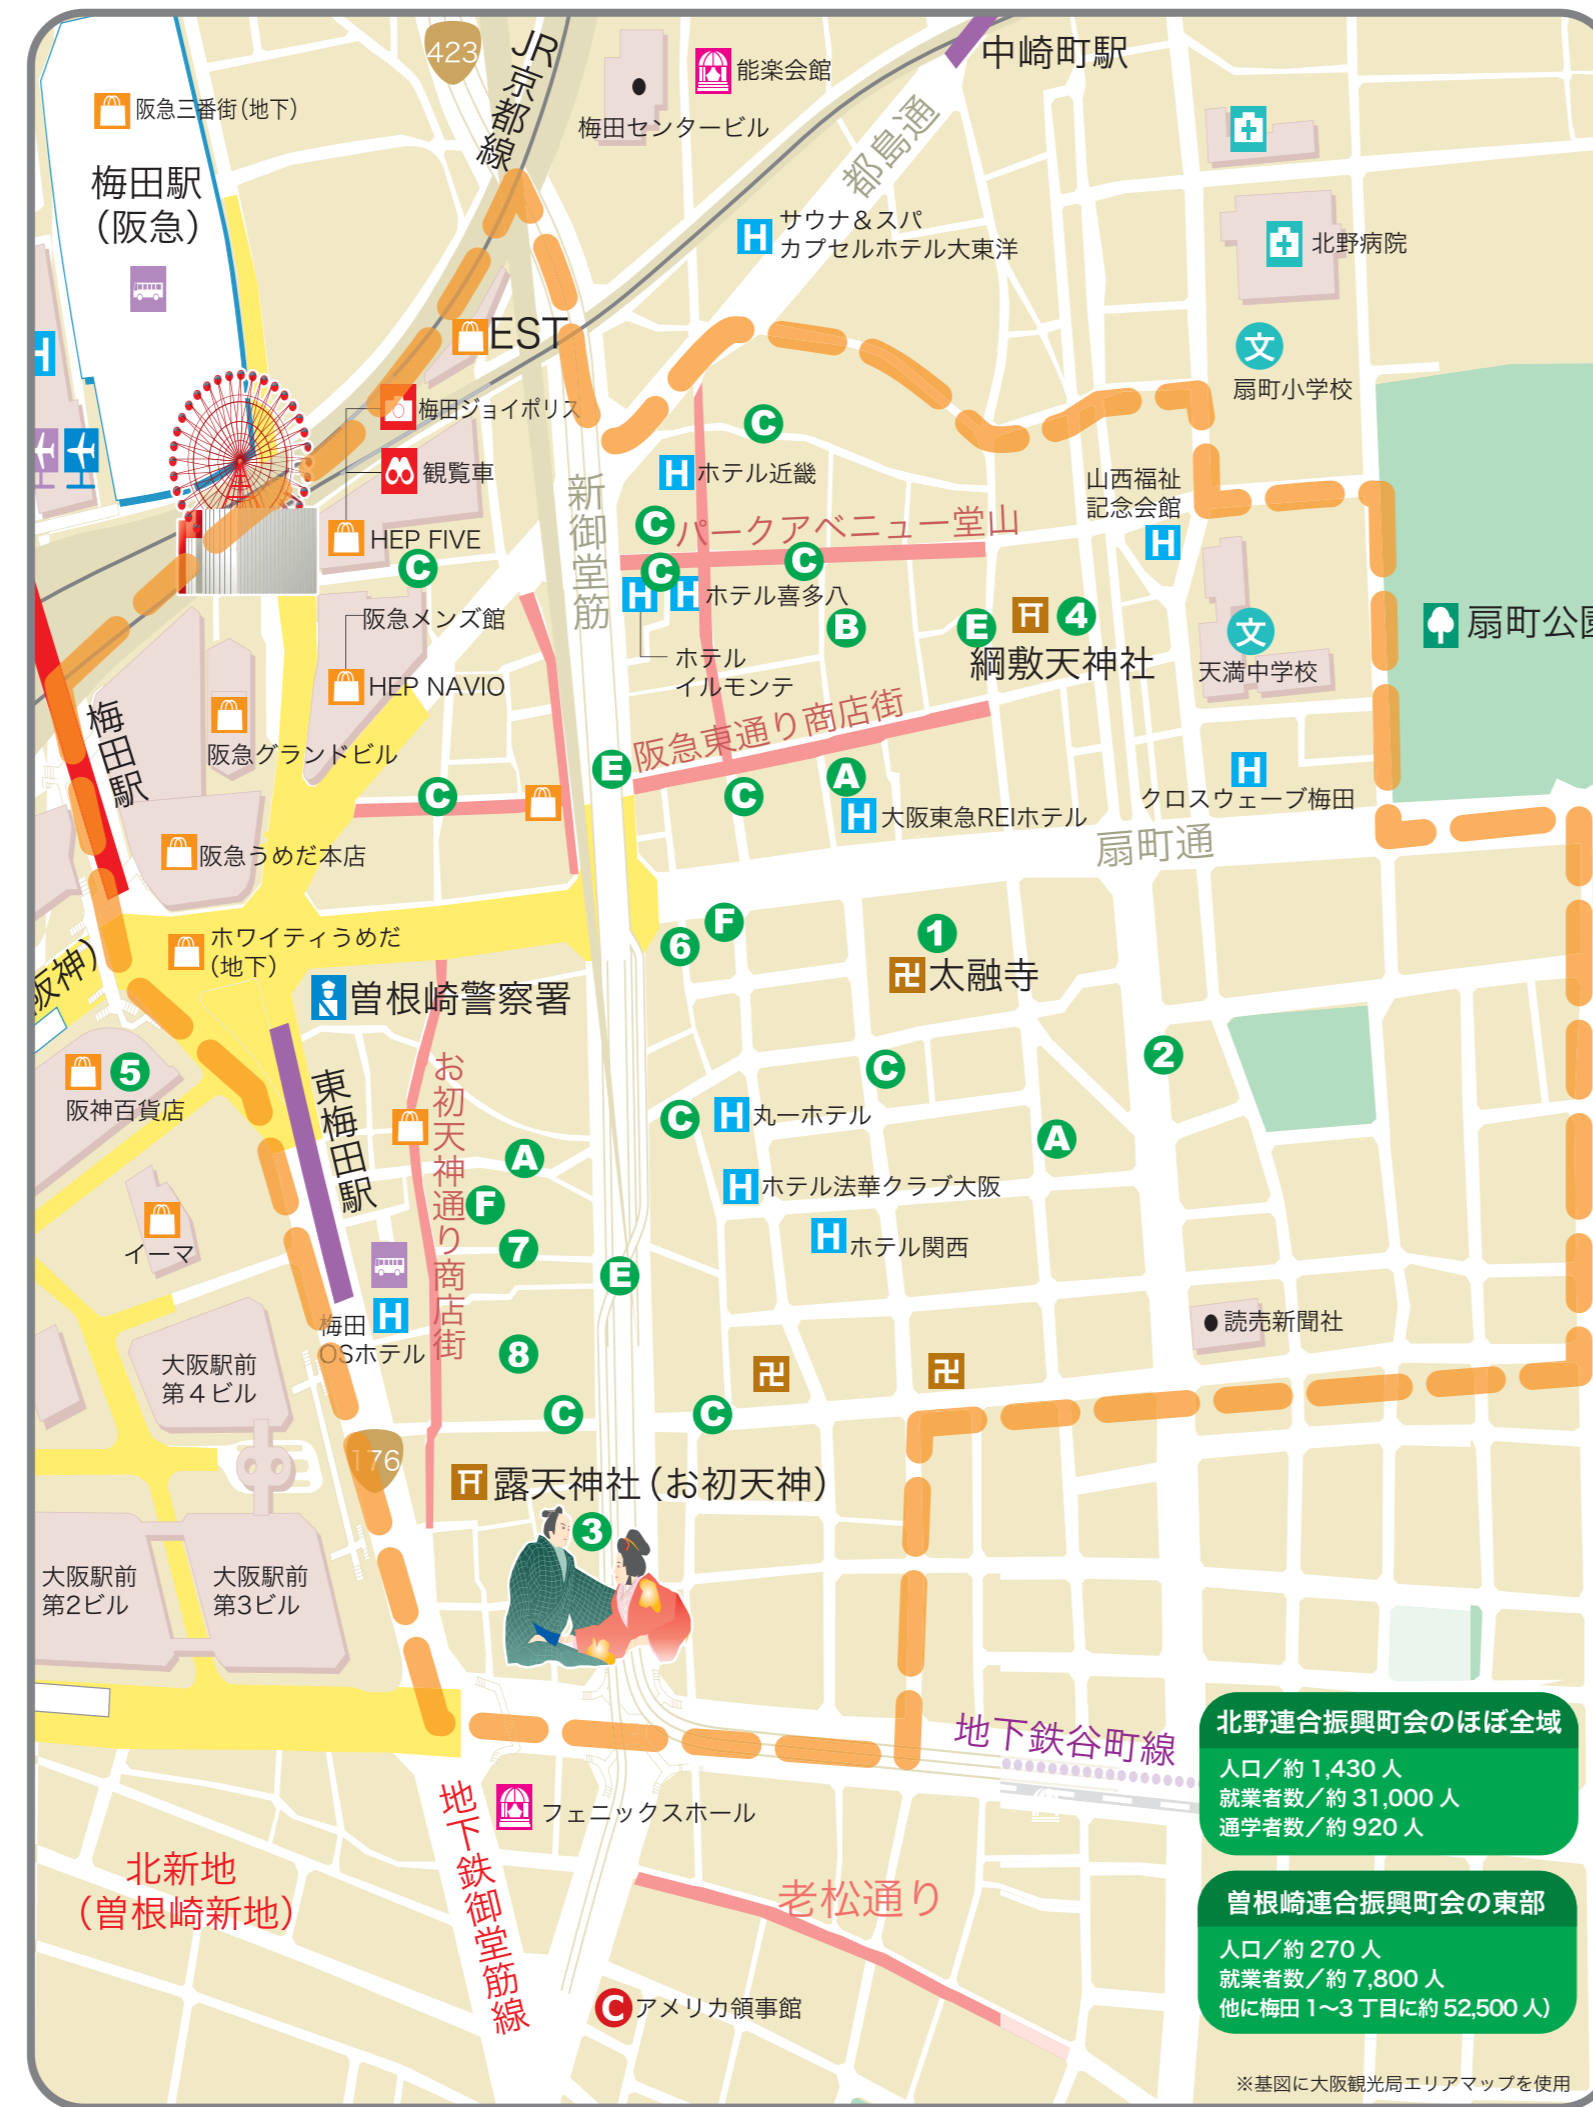 423
JR京都線
中崎町駅
能楽会館
梅田センタービル
阪急三番街(地下)
都島通
梅田駅
(阪急)
サウナ&スパ
カプセルホテル大東洋
北野病院
H
EST
文
扇町小学校
梅田ジョイポリス
C
観覧車
新御堂筋
H ホテル近畿
山西福祉
記念会館
H
HEP FIVE
C
C
パークアベニュー堂山
C
C
H
H ホテル喜多八
阪急メンズ館
B
E
4
綱敷天神社
文
天満中学校
扇町公園
ホテル
イルモンテ
HEP NAVIO
梅田駅
阪急グランドビル
阪急東通り商店街
E
A
C
C
H 大阪東急REIホテル
H
クロスウェーブ梅田
扇町通
阪急うめだ本店
F
6
1
卍 太融寺
ホワイティうめだ
(地下)
阪神)
曽根崎警察署
2
5
阪神百貨店
東梅田駅
お初天神通り商店街
C
C
H 丸一ホテル
A
A
F
H ホテル法華クラブ大阪
イーマ
7
H ホテル関西
E
梅田 H
OSホテル
読売新聞社
8
大阪駅前
第4ビル
卍
卍
C
C
176
露天神社(お初天神)
3
大阪駅前
第2ビル
大阪駅前
第3ビル
地下鉄谷町線
北野連合振興町会のほぼ全域
人口/約 1,430 人
就業者数/約 31,000 人
通学者数/約 920 人
地下鉄御堂筋線
フェニックスホール
北新地
(曽根崎新地)
老松通り
曽根崎連合振興町会の東部
人口/約 270 人
就業者数/約 7,800 人
他に梅田 1〜3 丁目に約 52,500 人)
C アメリカ領事館
※基図に大阪観光局エリアマップを使用